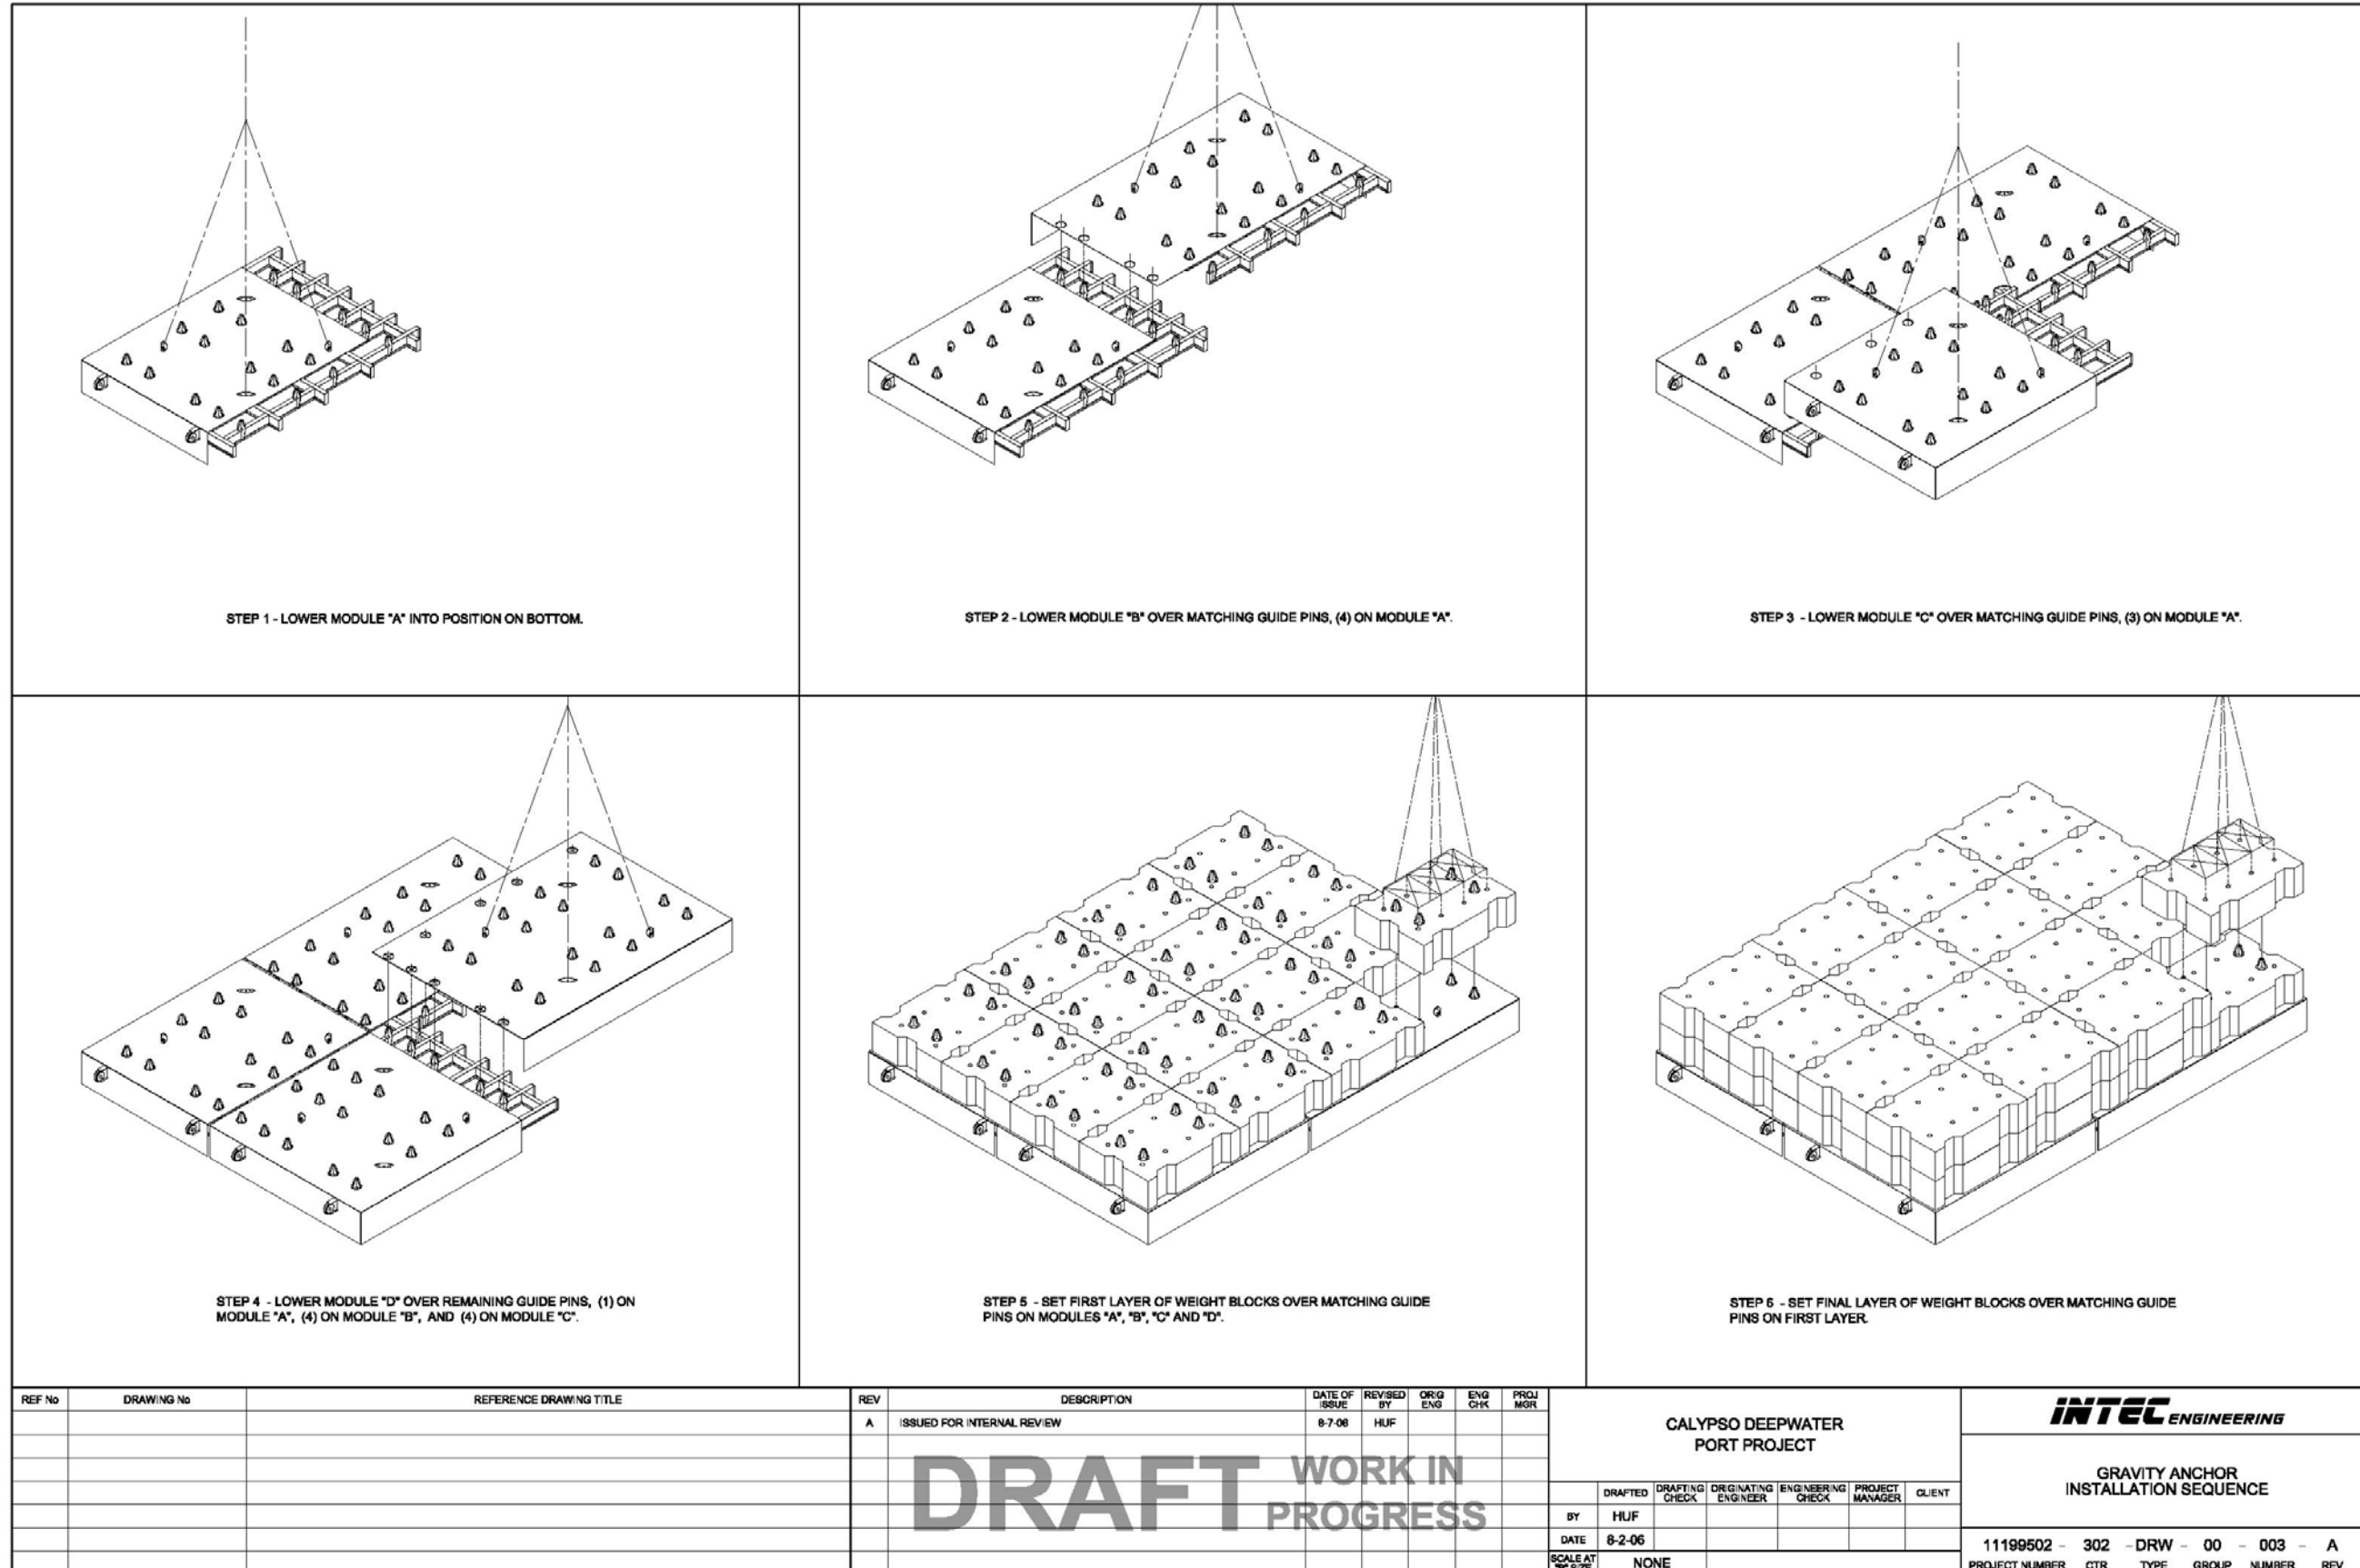 STEP 1 - LOWER MODULE "A" INTO POSITION ON BOTTOM.
STEP 2 - LOWER MODULE "B" OVER MATCHING GUIDE PINS, (4) ON MODULE "A".
STEP 3 - LOWER MODULE "C" OVER MATCHING GUIDE PINS, (3) ON MODULE "A".
STEP 4 - LOWER MODULE "D" OVER REMAINING GUIDE PINS, (1) ON
MODULE "A", (4) ON MODULE "B", AND (4) ON MODULE "C".
STEP 5 - SET FIRST LAYER OF WEIGHT BLOCKS OVER MATCHING GUIDE
PINS ON MODULES "A", "B", "C" AND "D".
STEP 6 - SET FINAL LAYER OF WEIGHT BLOCKS OVER MATCHING GUIDE
PINS ON FIRST LAYER.
REF No DRAWING No REFERENCE DRAWING TITLE
REV DESCRIPTION DATE OF ISSUE REVISED BY ORIG ENG ENG CHK PROJ MGR
A ISSUED FOR INTERNAL REVIEW 8-7-06 HUF
DRAFT WORK IN
PROGRESS
CALYPSO DEEPWATER
PORT PROJECT
DRAFTED DRAFTING CHECK ORIGINATING ENGINEER ENGINEERING CHECK PROJECT MANAGER CLIENT
BY HUF
DATE 8-2-06
SCALE AT NONE
INTEC ENGINEERING
GRAVITY ANCHOR
INSTALLATION SEQUENCE
11199502 - 302 - DRW - 00 - 003 - A
PROJECT NUMBER CTR TYPE GROUP NUMBER REV